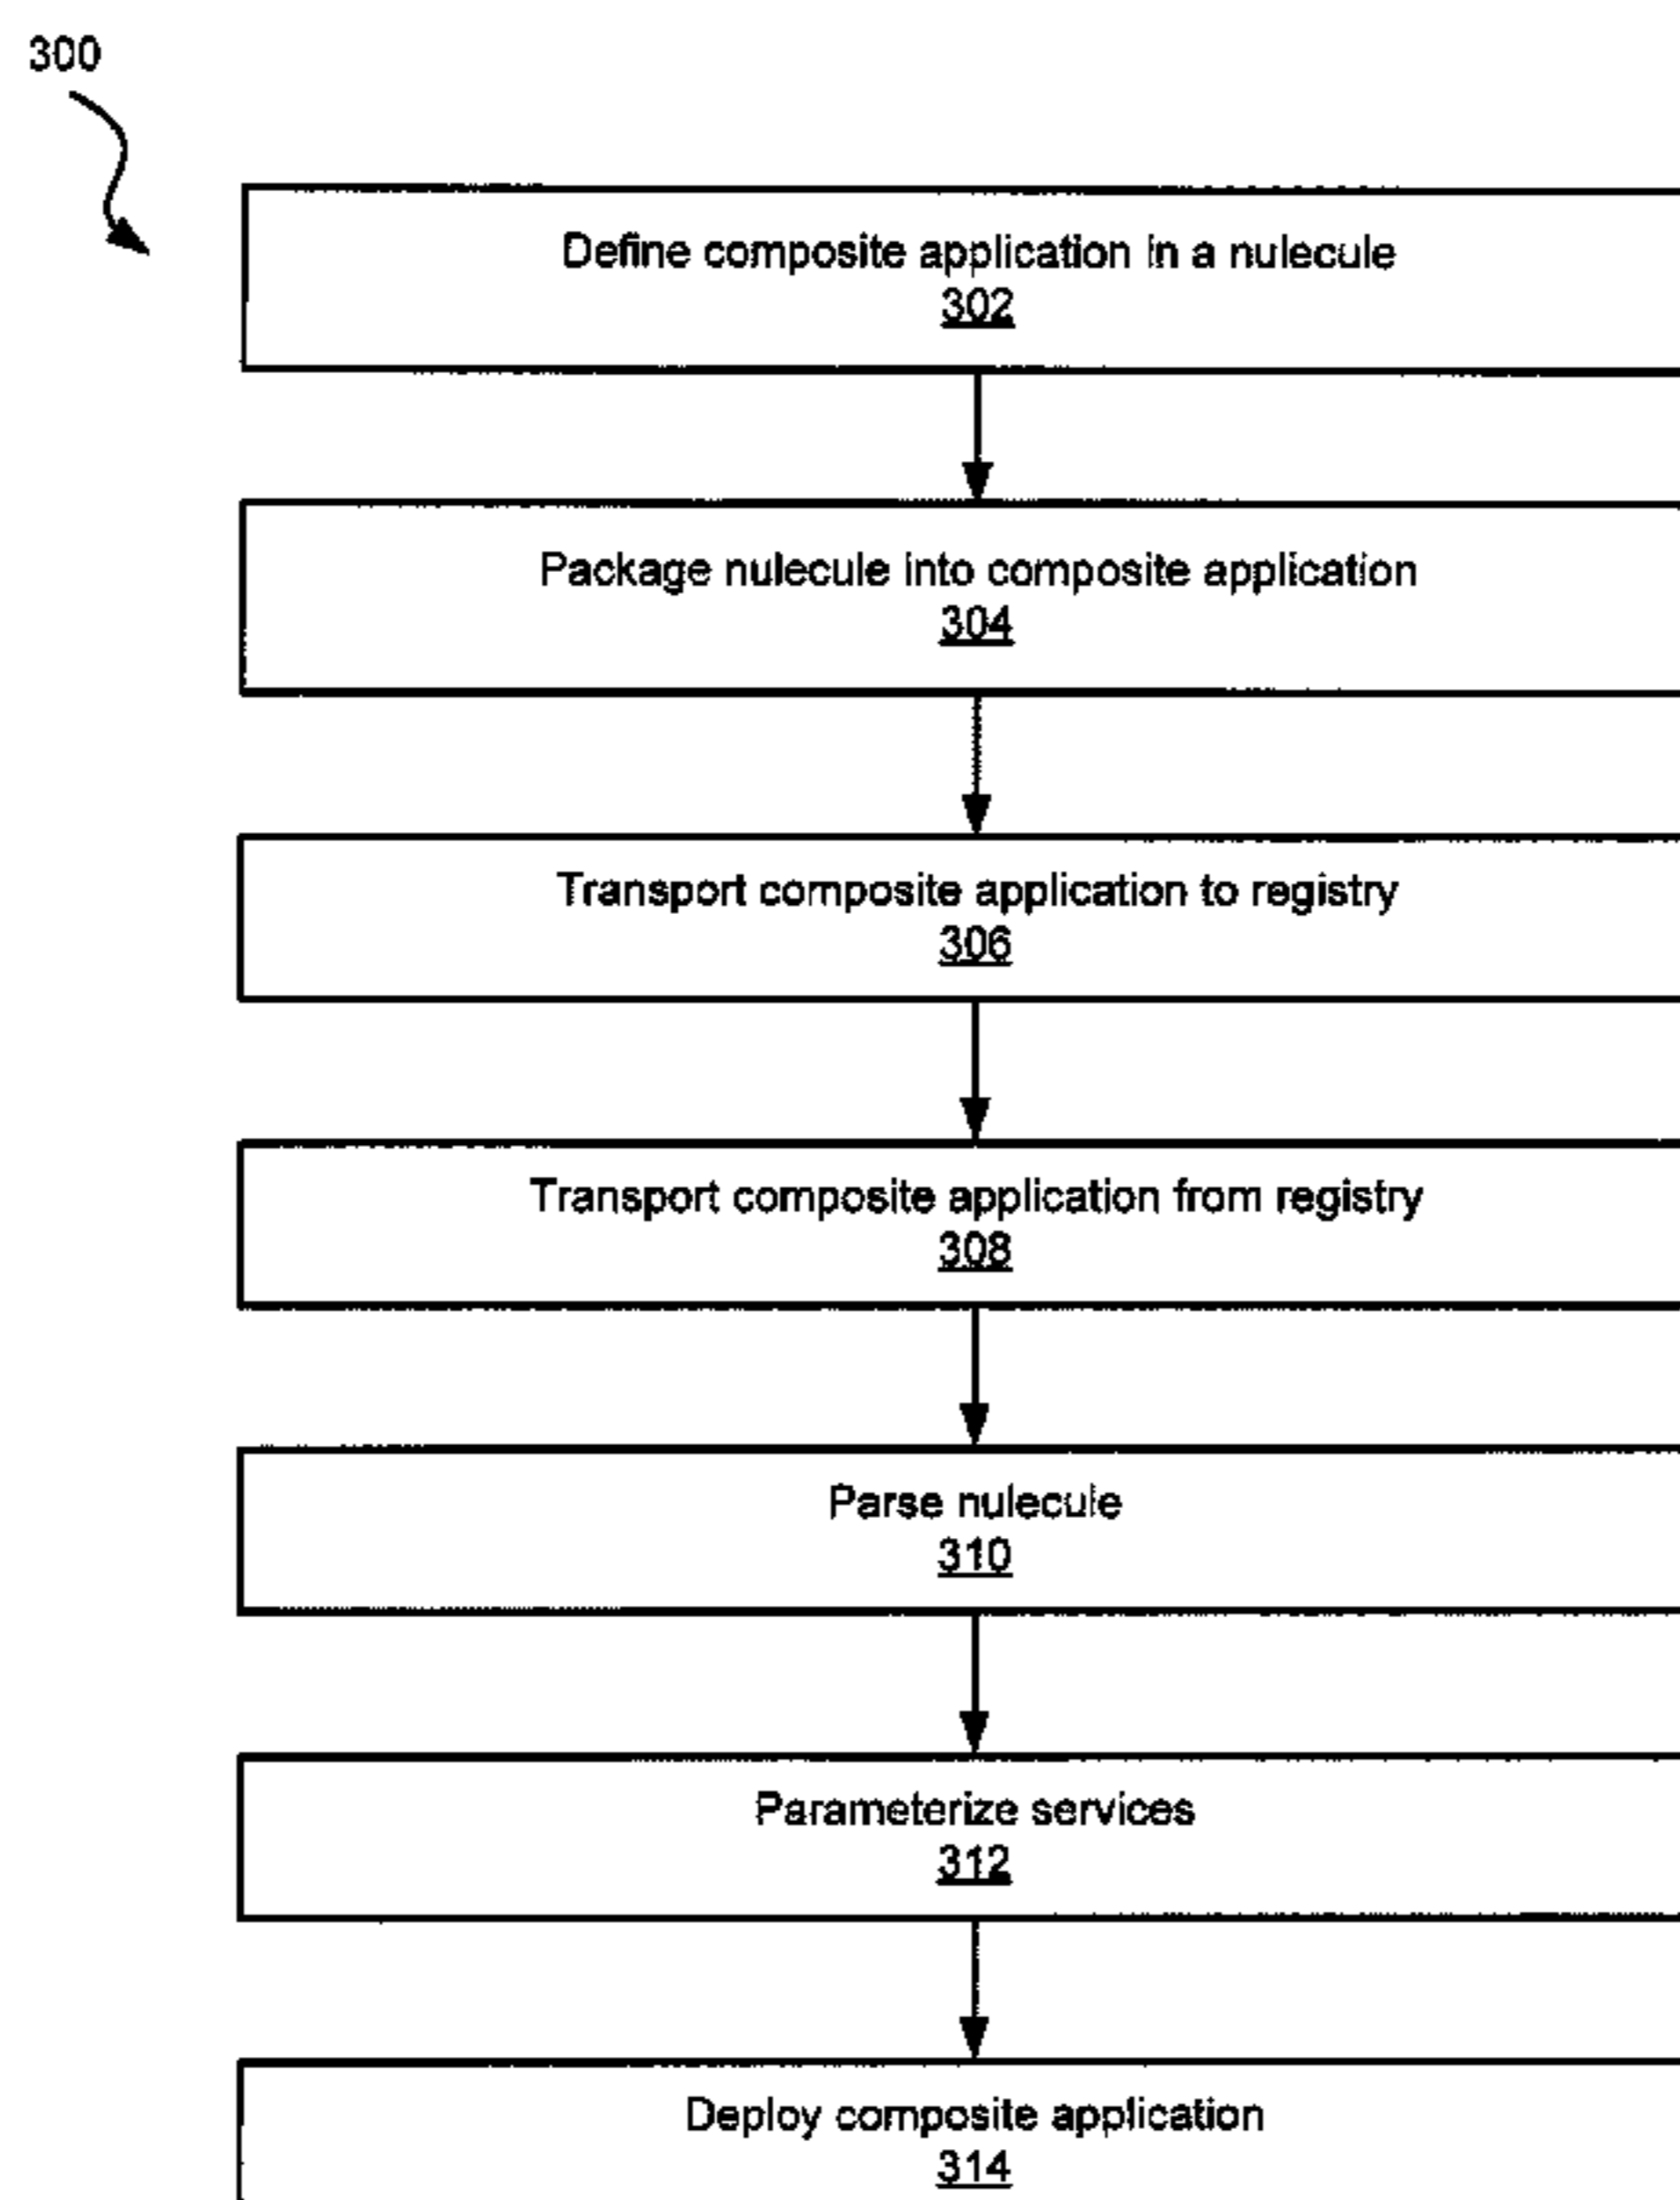 300
Define composite application in a nulecule
302
Package nulecule into composite application
304
Transport composite application to registry
306
Transport composite application from registry
308
Parse nulecule
310
Parameterize services
312
Deploy composite application
314